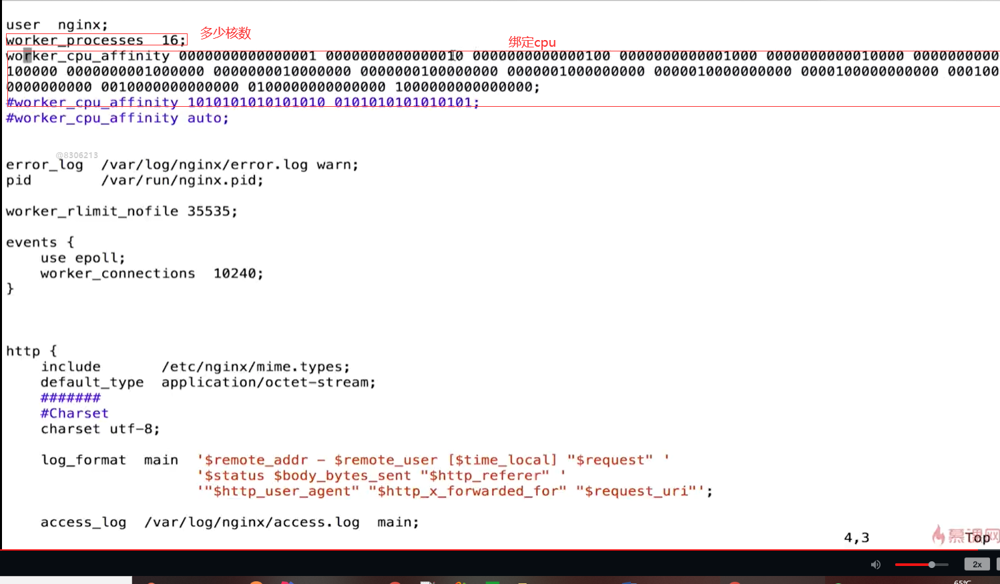 user  nginx;
worker_processes  16;
多少核数
绑定cpu
worker_cpu_affinity 0000000000000001 0000000000000010 0000000000000100 0000000000001000 0000000000010000 0000000000
100000 0000000001000000 0000000010000000 0000000100000000 0000001000000000 0000010000000000 0000100000000000 000100
0000000000 0010000000000000 0100000000000000 1000000000000000;
#worker_cpu_affinity 1010101010101010 0101010101010101;
#worker_cpu_affinity auto;
@8306213
error_log  /var/log/nginx/error.log warn;
pid        /var/run/nginx.pid;
worker_rlimit_nofile 35535;
events {
    use epoll;
    worker_connections  10240;
}
http {
    include       /etc/nginx/mime.types;
    default_type  application/octet-stream;
    #######
    #Charset
    charset utf-8;
    log_format  main  '$remote_addr - $remote_user [$time_local] "$request" '
                      '$status $body_bytes_sent "$http_referer" '
                      '"$http_user_agent" "$http_x_forwarded_for" "$request_uri"';
    access_log  /var/log/nginx/access.log  main;
4,3
慕课网
Top
2x
65℃